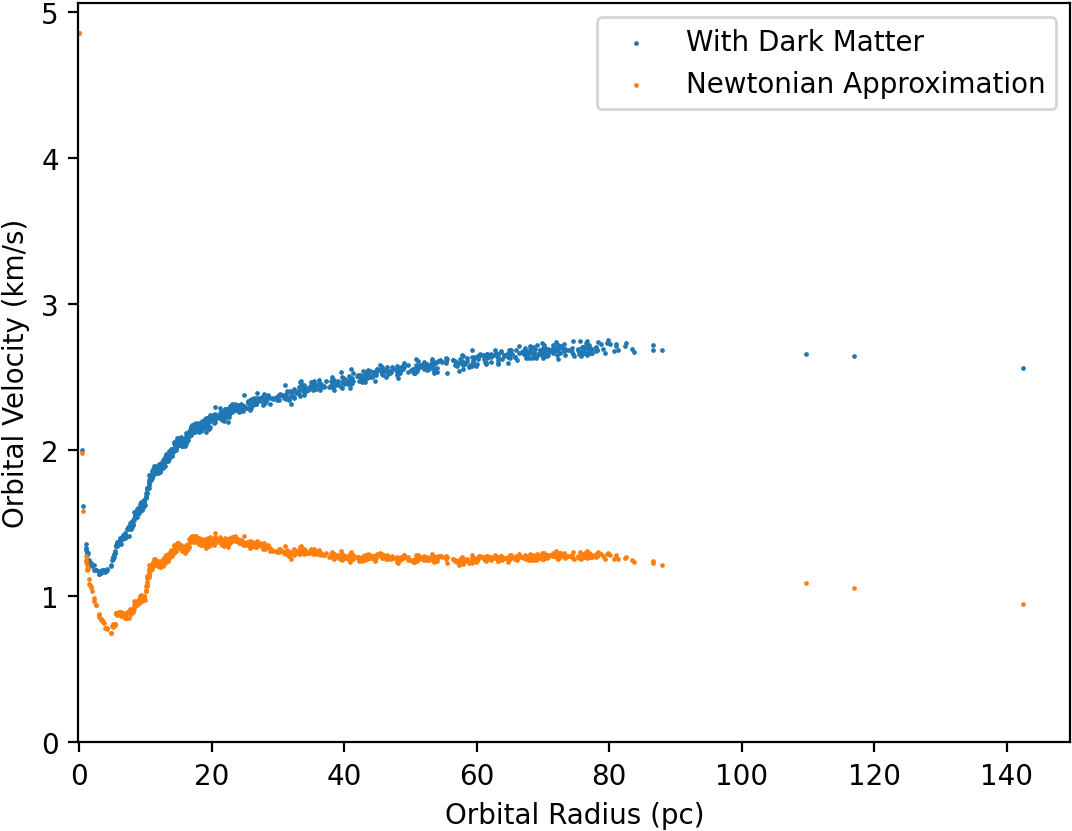 With Dark Matter
Newtonian Approximation
Orbital Velocity (km/s)
5
4
3
2
1
0
0 20 40 60 80 100 120 140
Orbital Radius (pc)